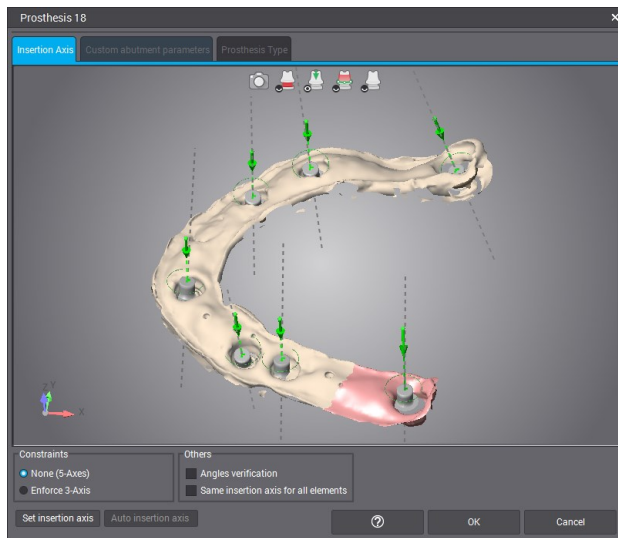 Prosthesis 18
Insertion Axis Custom abutment parameters Prosthesis Type
Z Y
X
Constraints Others
None (5-Axes) Angles verification
Enforce 3-Axis Same insertion axis for all elements
Set insertion axis Auto insertion axis ? OK Cancel